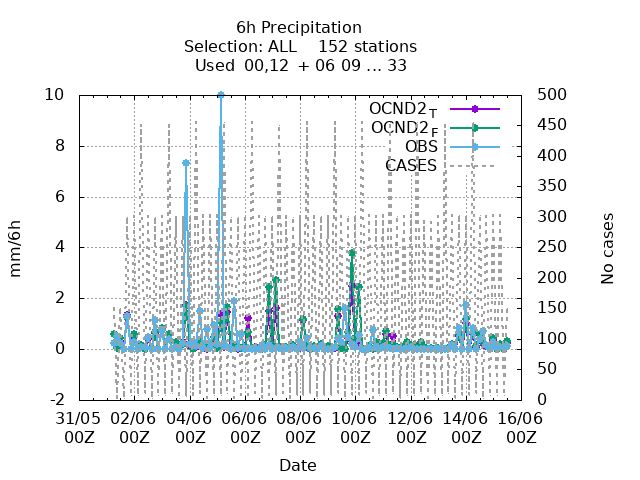 6h Precipitation
Selection: ALL    152 stations
Used  00,12  + 06 09 ... 33
10
8
6
4
2
0
-2
mm/6h
500
450
400
350
300
250
200
150
100
50
0
No cases
OCND2T
OCND2F
OBS
CASES
31/05 02/06 04/06 06/06 08/06 10/06 12/06 14/06 16/06
00Z 00Z 00Z 00Z 00Z 00Z 00Z 00Z 00Z
Date